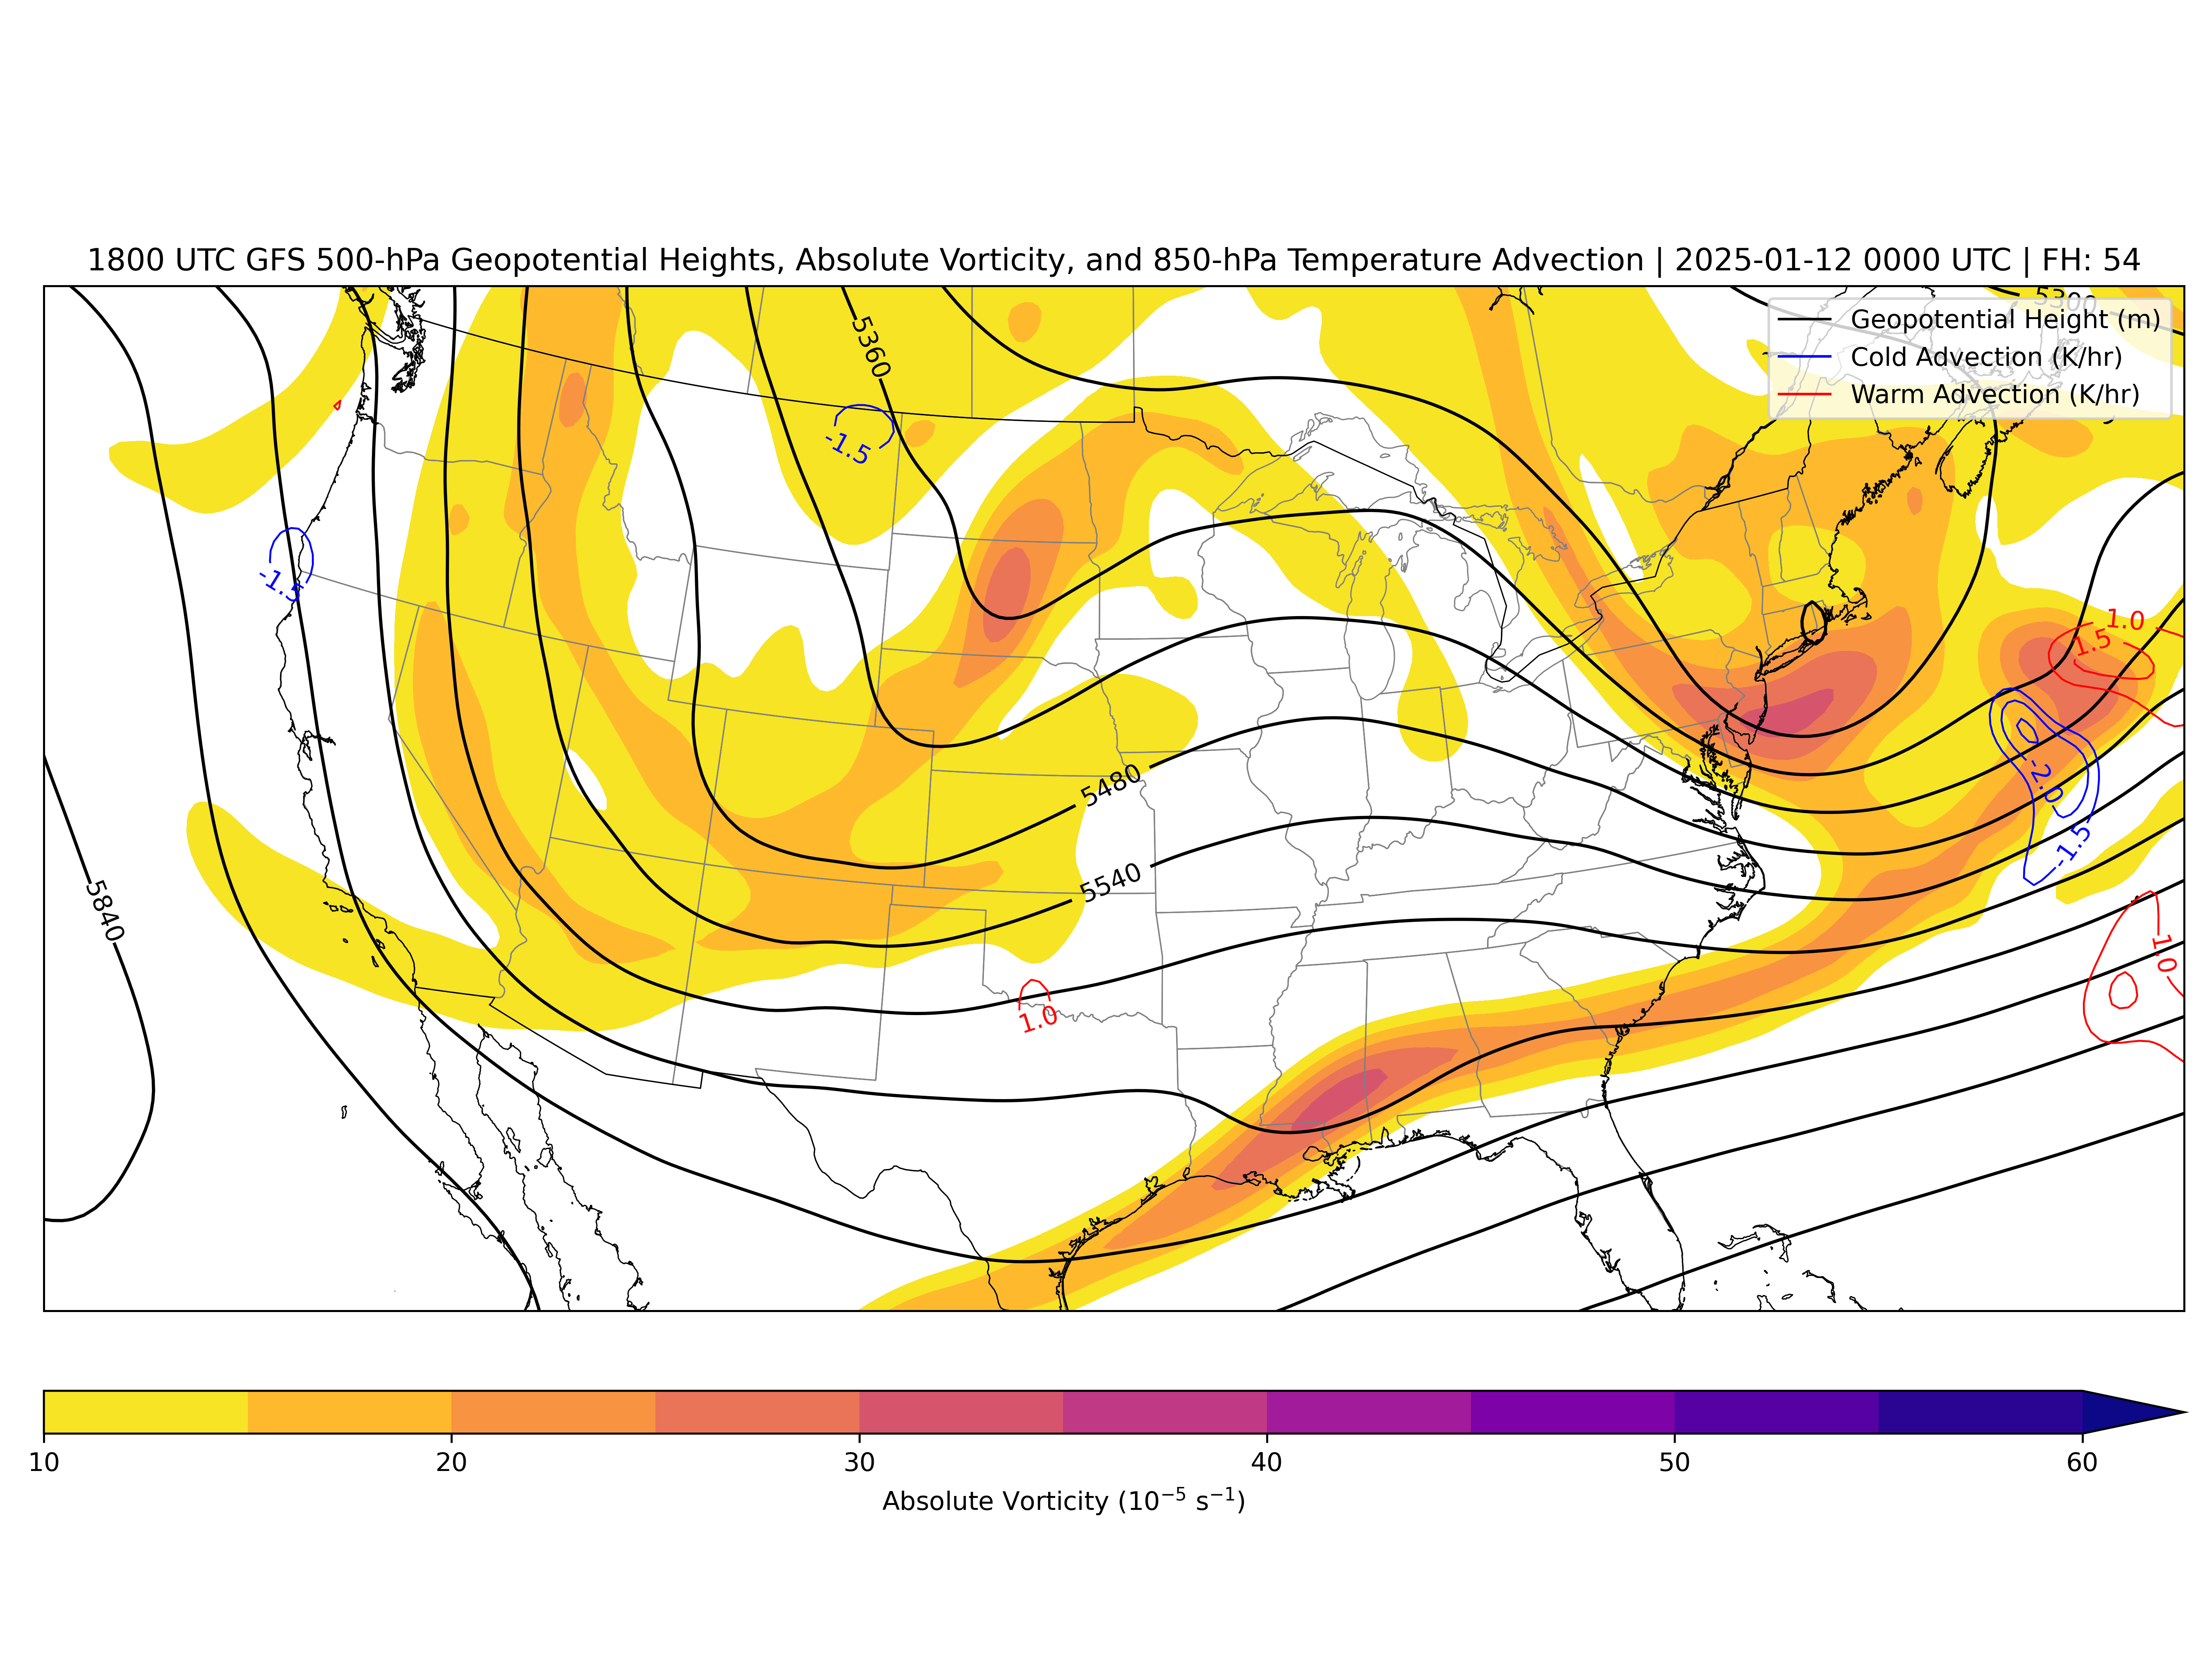 1800 UTC GFS 500-hPa Geopotential Heights, Absolute Vorticity, and 850-hPa Temperature Advection | 2025-01-12 0000 UTC | FH: 54
5300
Geopotential Height (m)
Cold Advection (K/hr)
Warm Advection (K/hr)
5360
-1.5
-1.5
1.0
1.5
-2.0
-1.5
5480
5540
5840
1.0
1.0
10 20 30 40 50 60
Absolute Vorticity (10⁻⁵ s⁻¹)